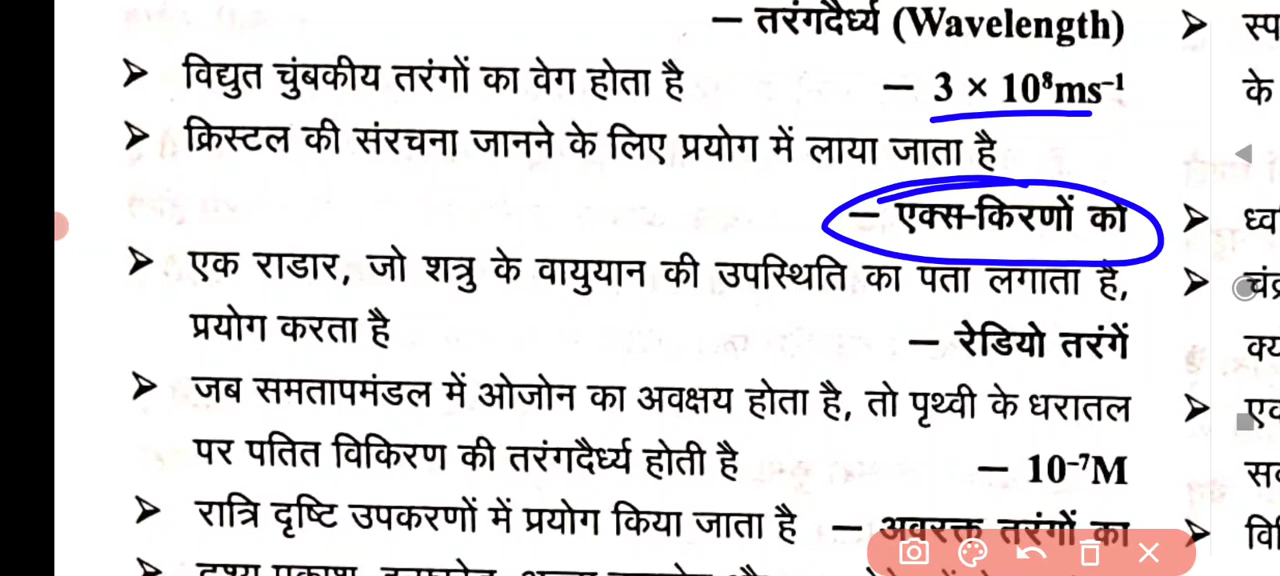 – तरंगदैर्ध्य (Wavelength)
➤ विद्युत चुंबकीय तरंगों का वेग होता है – 3 × 10⁸ms⁻¹
➤ क्रिस्टल की संरचना जानने के लिए प्रयोग में लाया जाता है
– एक्स-किरणों को
➤ एक राडार, जो शत्रु के वायुयान की उपस्थिति का पता लगाता है,
प्रयोग करता है – रेडियो तरंगें
➤ जब समतापमंडल में ओजोन का अवक्षय होता है, तो पृथ्वी के धरातल
पर पतित विकिरण की तरंगदैर्ध्य होती है – 10⁻⁷M
➤ रात्रि दृष्टि उपकरणों में प्रयोग किया जाता है – अवरक्त तरंगों का
➤ स्प
के
➤ ध्व
➤ चंद्र
क्य
➤ एक
➤ वि